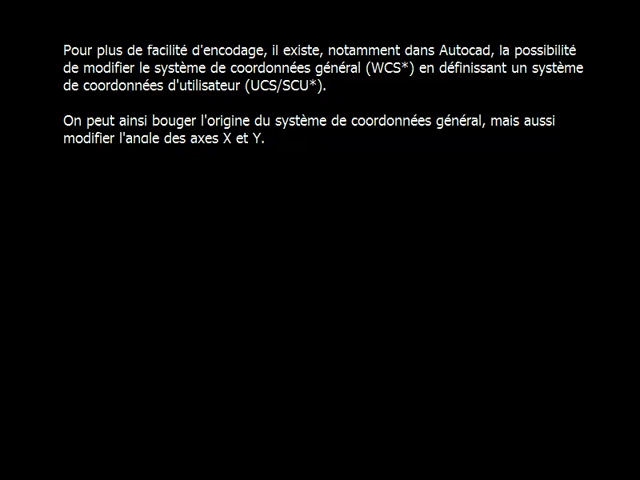 Pour plus de facilité d'encodage, il existe, notamment dans Autocad, la possibilité
de modifier le système de coordonnées général (WCS*) en définissant un système
de coordonnées d'utilisateur (UCS/SCU*).
On peut ainsi bouger l'origine du système de coordonnées général, mais aussi
modifier l'angle des axes X et Y.